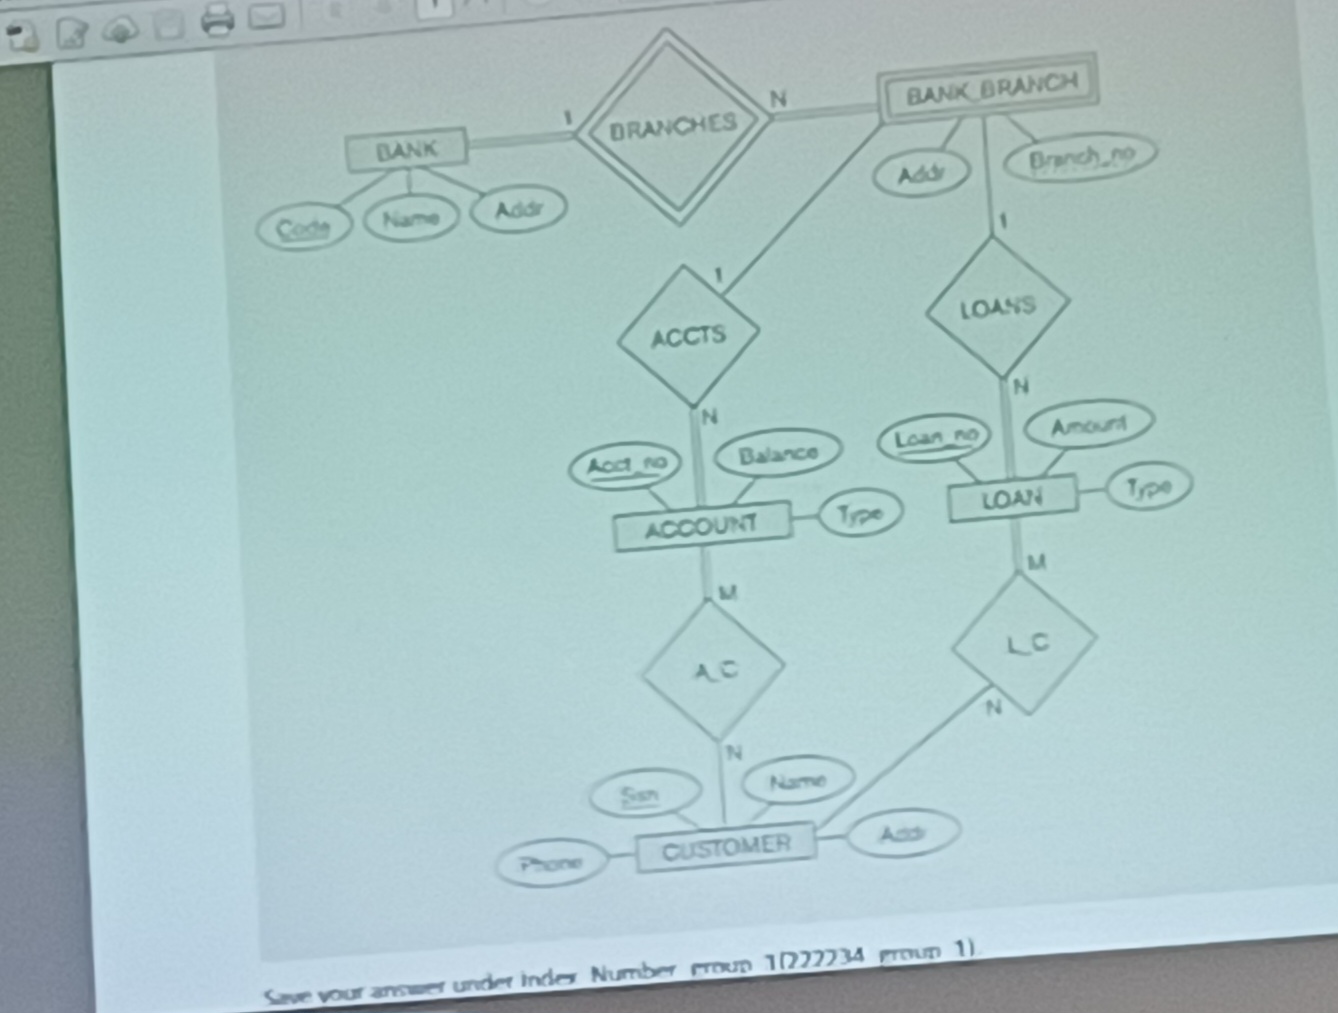 BANK
Code
Name
Addr
1
BRANCHES
N
BANK_BRANCH
Addr
Branch_no
1
ACCTS
N
1
LOANS
N
Acct_no
Balance
ACCOUNT
Type
Loan_no
Amount
LOAN
Type
M
A_C
N
M
L_C
N
Ssn
Name
Phone
CUSTOMER
Addr
Save your answer under Index Number group 1(222234 group 1).